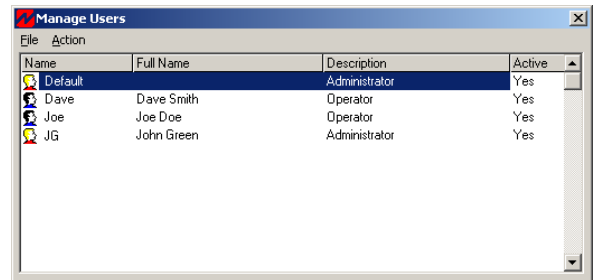 Manage Users
File Action
Name Full Name Description Active
Default Administrator Yes
Dave Dave Smith Operator Yes
Joe Joe Doe Operator Yes
JG John Green Administrator Yes